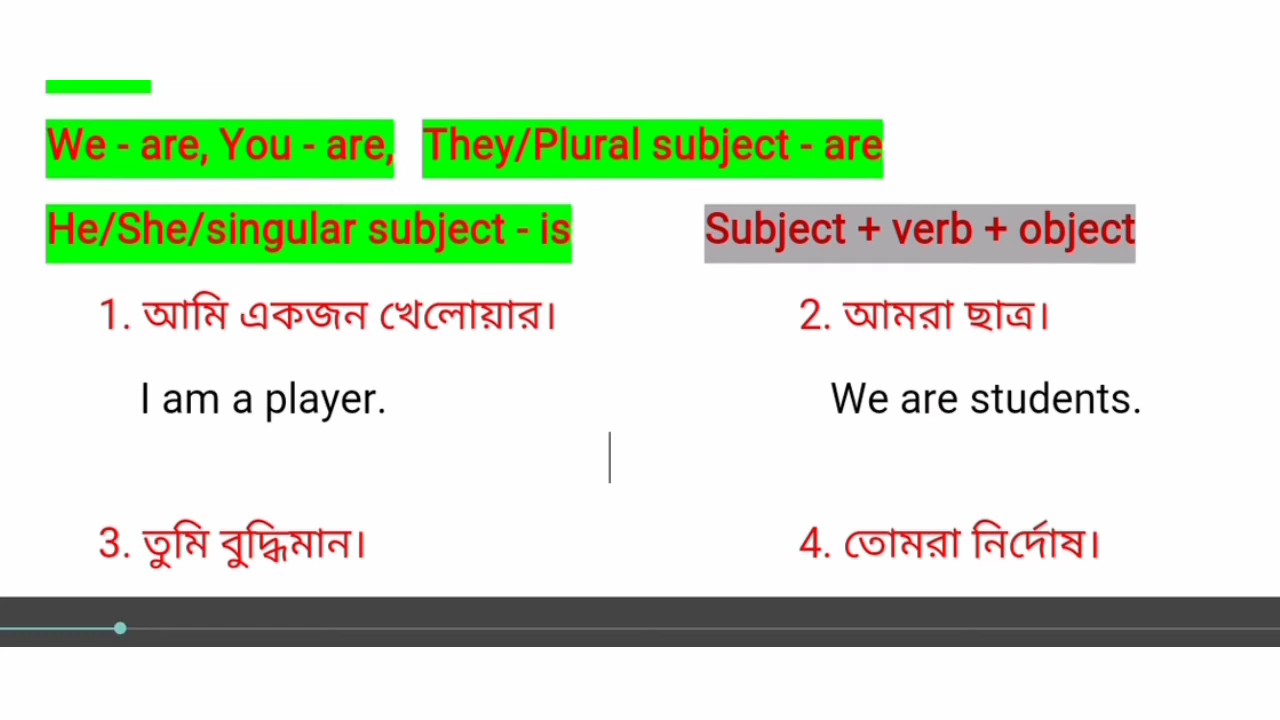 We - are, You - are, They/Plural subject - are
He/She/singular subject - is Subject + verb + object
1. আমি একজন খেলোয়ার। 2. আমরা ছাত্র।
I am a player. We are students.
3. তুমি বুদ্ধিমান। 4. তোমরা নির্দোষ।